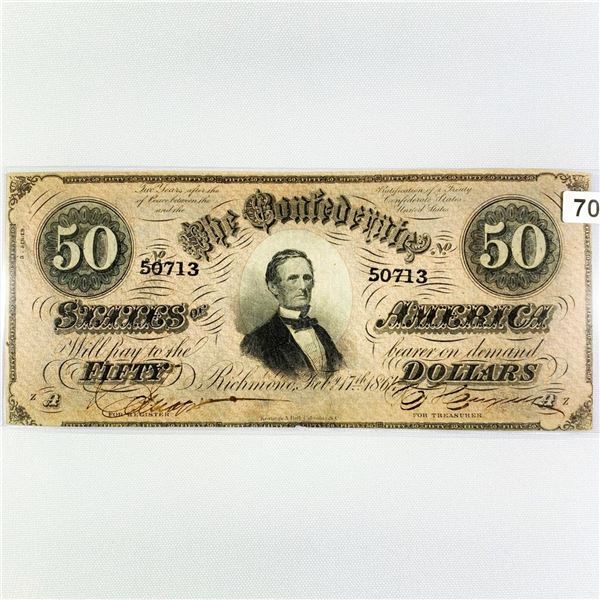 Two Years after the Ratification of a Treaty
of Peace between the Confederate States
and the United States
The Confederate
50 No 50
50713 50713
70
STATES OF AMERICA
Will pay to the bearer on demand
FIFTY DOLLARS
Richmond, Feb. 17th 1864
Z A A Z
FOR REGISTER FOR TREASURER